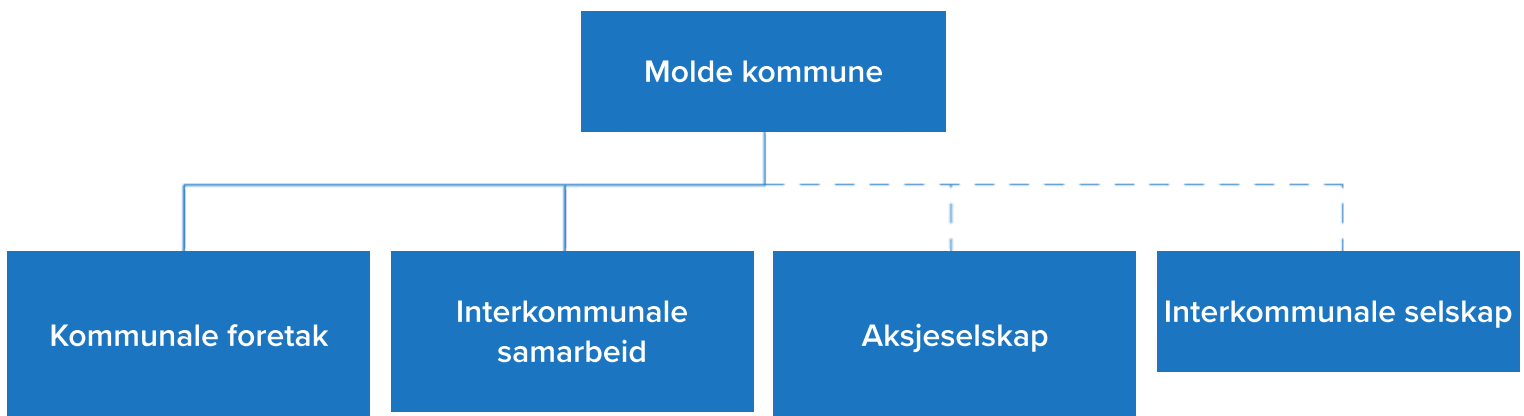 Molde kommune
Kommunale foretak
Interkommunale
samarbeid
Aksjeselskap
Interkommunale selskap